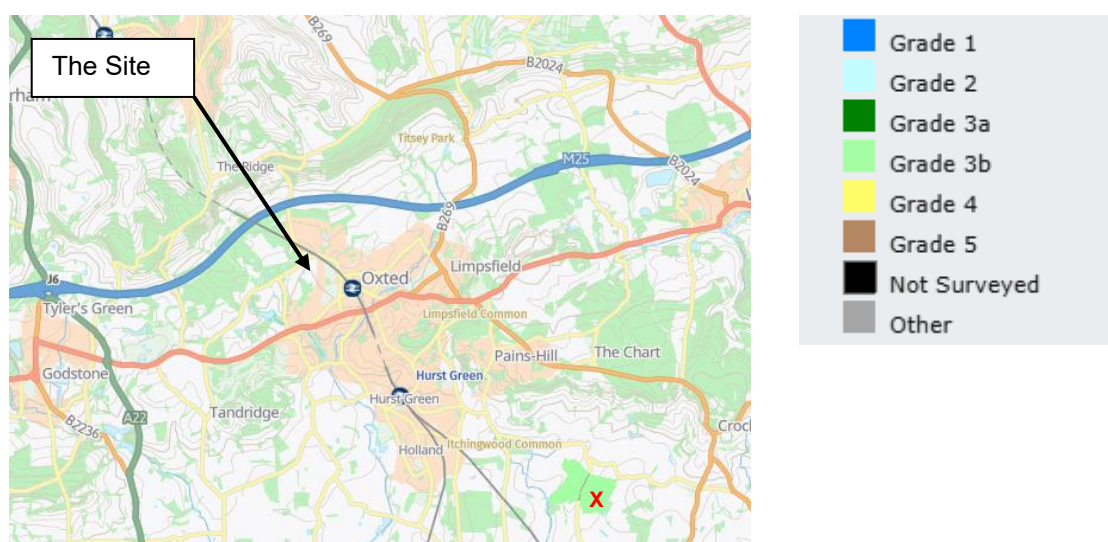 The Site
B269
B2024
rham
Titsey Park
The Ridge
M25
B2024
B269
Limpsfield
Oxted
J6
Tyler's Green
Limpsfield Common
Pains-Hill
The Chart
Godstone
Hurst Green
Hurst Green
A22
B2236
Tandridge
Croc
Holland
Itchingwood Common
X
Grade 1
Grade 2
Grade 3a
Grade 3b
Grade 4
Grade 5
Not Surveyed
Other